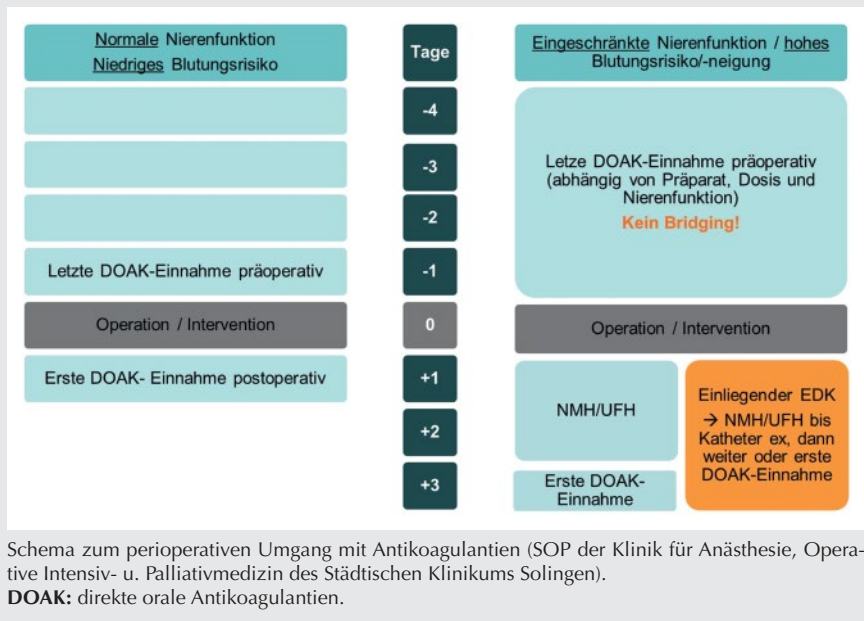 Normale Nierenfunktion
Niedriges Blutungsrisiko
Tage
Eingeschränkte Nierenfunktion / hohes
Blutungsrisiko/-neigung
-4
-3
-2
Letze DOAK-Einnahme präoperativ
(abhängig von Präparat, Dosis und
Nierenfunktion)
Kein Bridging!
Letzte DOAK-Einnahme präoperativ
-1
Operation / Intervention
0
Operation / Intervention
Erste DOAK- Einnahme postoperativ
+1
+2
+3
NMH/UFH
Erste DOAK-
Einnahme
Einliegender EDK
→ NMH/UFH bis
Katheter ex, dann
weiter oder erste
DOAK-Einnahme
Schema zum perioperativen Umgang mit Antikoagulantien (SOP der Klinik für Anästhesie, Opera-
tive Intensiv- u. Palliativmedizin des Städtischen Klinikums Solingen).
DOAK: direkte orale Antikoagulantien.